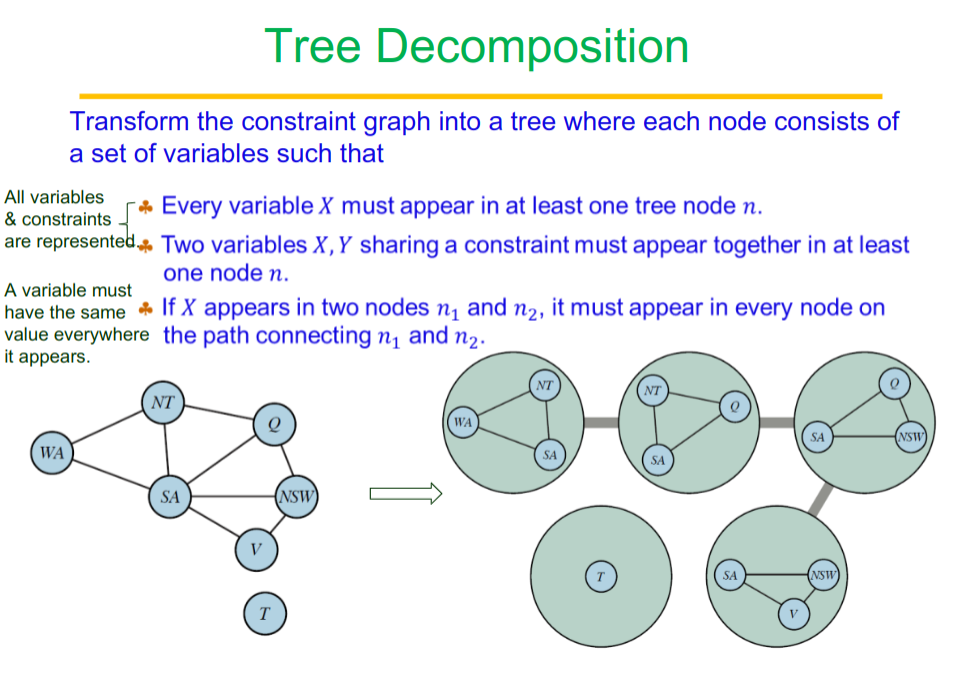 Tree Decomposition
Transform the constraint graph into a tree where each node consists of
a set of variables such that
All variables
& constraints
are represented.
♣ Every variable X must appear in at least one tree node n.
♣ Two variables X, Y sharing a constraint must appear together in at least
one node n.
A variable must
have the same
value everywhere
it appears.
♣ If X appears in two nodes n₁ and n₂, it must appear in every node on
the path connecting n₁ and n₂.
NT
Q
WA
SA
NSW
V
T
NT
WA
SA
NT
Q
SA
Q
SA
NSW
T
SA
NSW
V